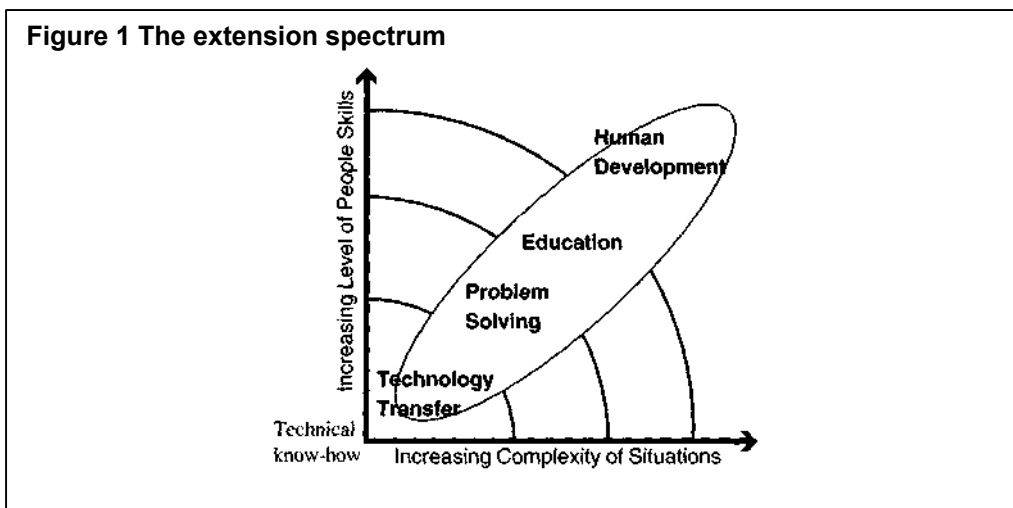 Figure 1 The extension spectrum
Increasing Level of People Skills
Human
Development
Education
Problem
Solving
Technology
Transfer
Technical
know-how
Increasing Complexity of Situations